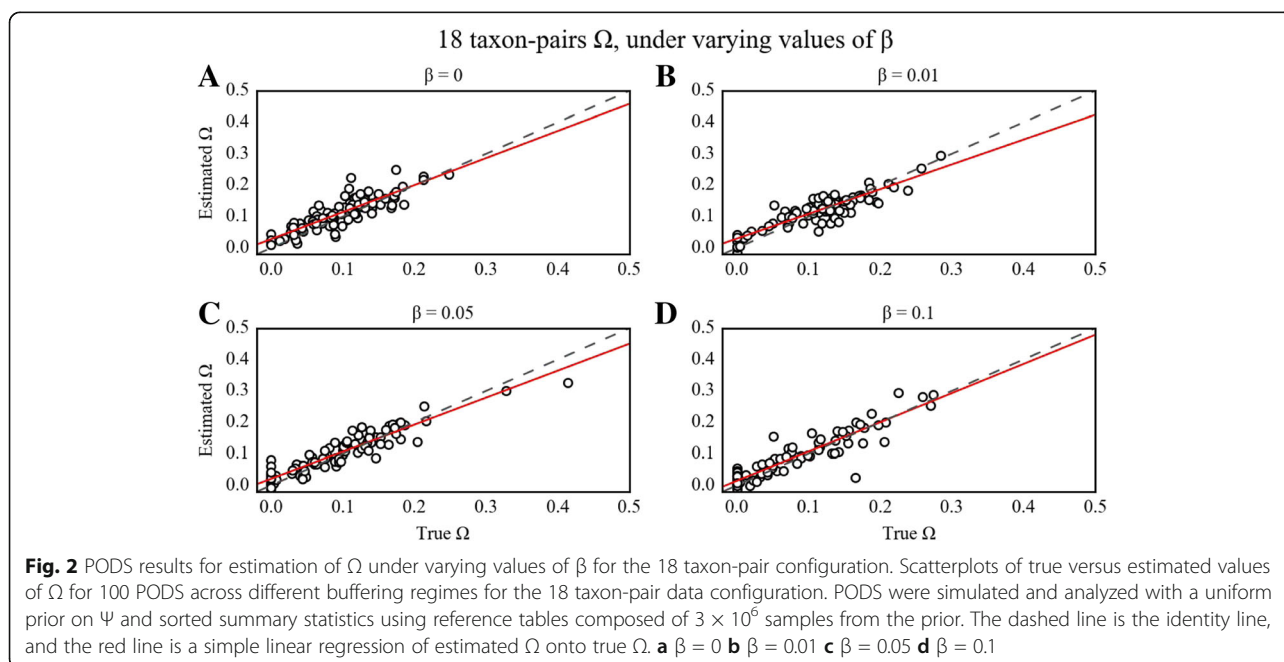 18 taxon-pairs Ω, under varying values of β
A
β = 0
B
β = 0.01
0.5
0.4
0.3
0.2
0.1
0.0
Estimated Ω
0.0 0.1 0.2 0.3 0.4 0.5
0.5
0.4
0.3
0.2
0.1
0.0
0.0 0.1 0.2 0.3 0.4 0.5
C
β = 0.05
D
β = 0.1
0.5
0.4
0.3
0.2
0.1
0.0
Estimated Ω
0.0 0.1 0.2 0.3 0.4 0.5
True Ω
0.5
0.4
0.3
0.2
0.1
0.0
0.0 0.1 0.2 0.3 0.4 0.5
True Ω
Fig. 2 PODS results for estimation of Ω under varying values of β for the 18 taxon-pair configuration. Scatterplots of true versus estimated values
of Ω for 100 PODS across different buffering regimes for the 18 taxon-pair data configuration. PODS were simulated and analyzed with a uniform
prior on Ψ and sorted summary statistics using reference tables composed of 3 × 10⁶ samples from the prior. The dashed line is the identity line,
and the red line is a simple linear regression of estimated Ω onto true Ω. a β = 0 b β = 0.01 c β = 0.05 d β = 0.1